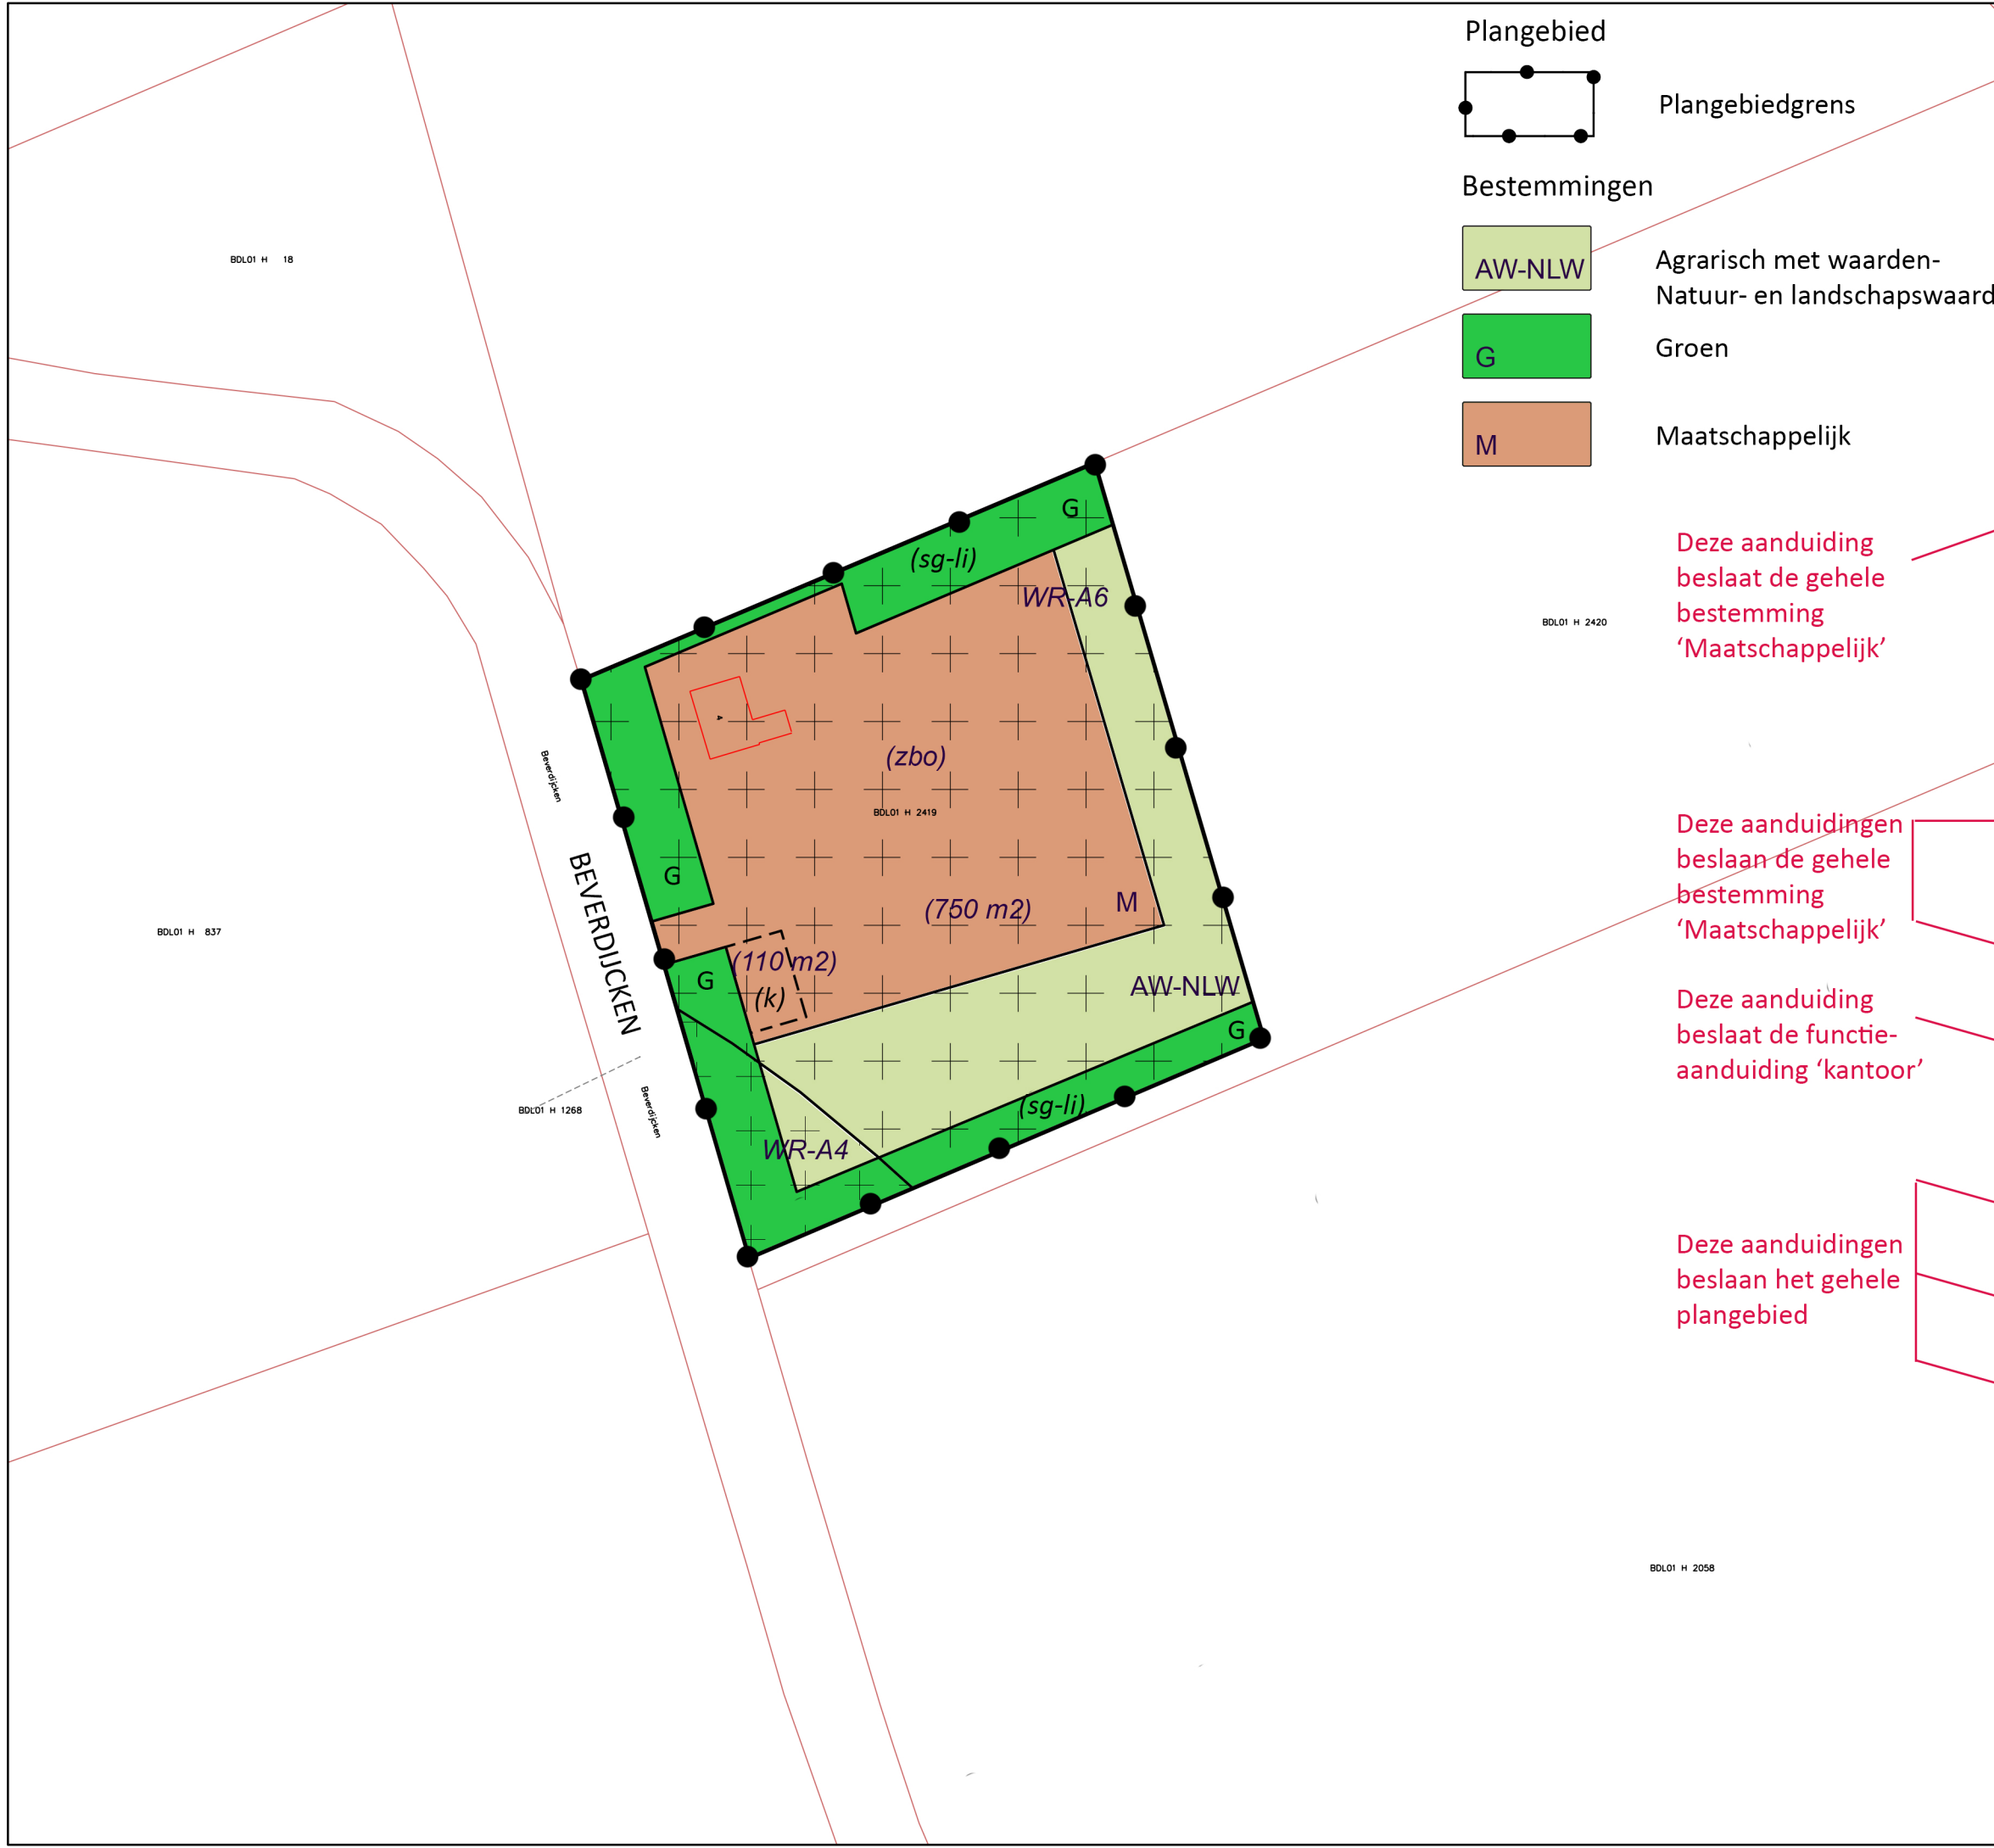 Plangebied
Plangebiedgrens
Bestemmingen
AW-NLW
Agrarisch met waarden-
Natuur- en landschapswaard
G
Groen
M
Maatschappelijk
Deze aanduiding
beslaat de gehele
bestemming
‘Maatschappelijk’
Deze aanduidingen
beslaan de gehele
bestemming
‘Maatschappelijk’
Deze aanduiding
beslaat de functie-
aanduiding ‘kantoor’
Deze aanduidingen
beslaan het gehele
plangebied
BDL01 H 18
G
(sg-li)
WR-A6
BDL01 H 2420
4
(zbo)
Beverdijcken
BDL01 H 2419
G
BEVERDIJCKEN
(750 m2)
M
BDL01 H 837
(110 m2)
G
(k)
AW-NLW
G
(sg-li)
BDL01 H 1268
Beverdijcken
WR-A4
BDL01 H 2058